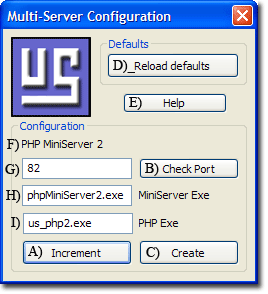 Multi-Server Configuration
US
Defaults
D) Reload defaults
E) Help
Configuration
F) PHP MiniServer 2
G) 82
B) Check Port
H) phpMiniServer2.exe MiniServer Exe
I) us_php2.exe PHP Exe
A) Increment
C) Create